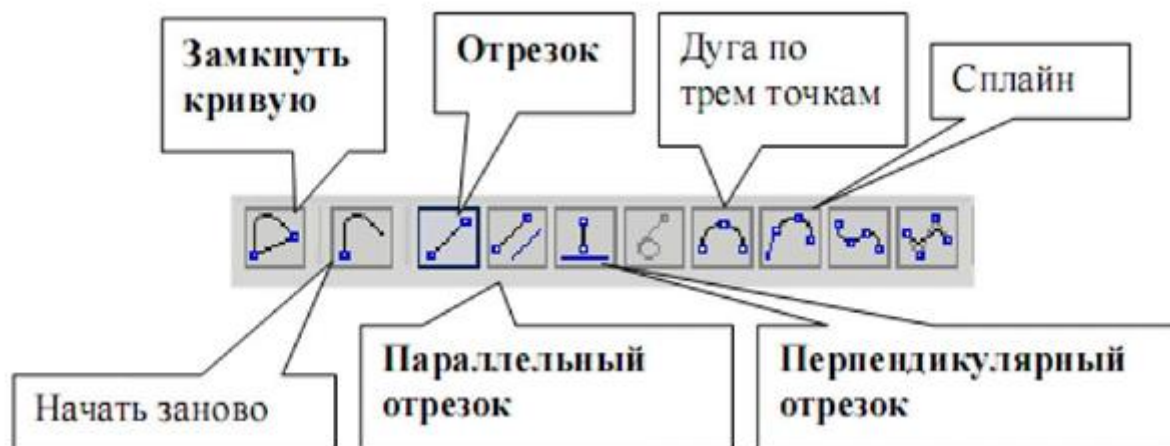 Замкнуть
кривую
Отрезок
Дуга по
трем точкам
Сплайн
Начать заново
Параллельный
отрезок
Перпендикулярный
отрезок